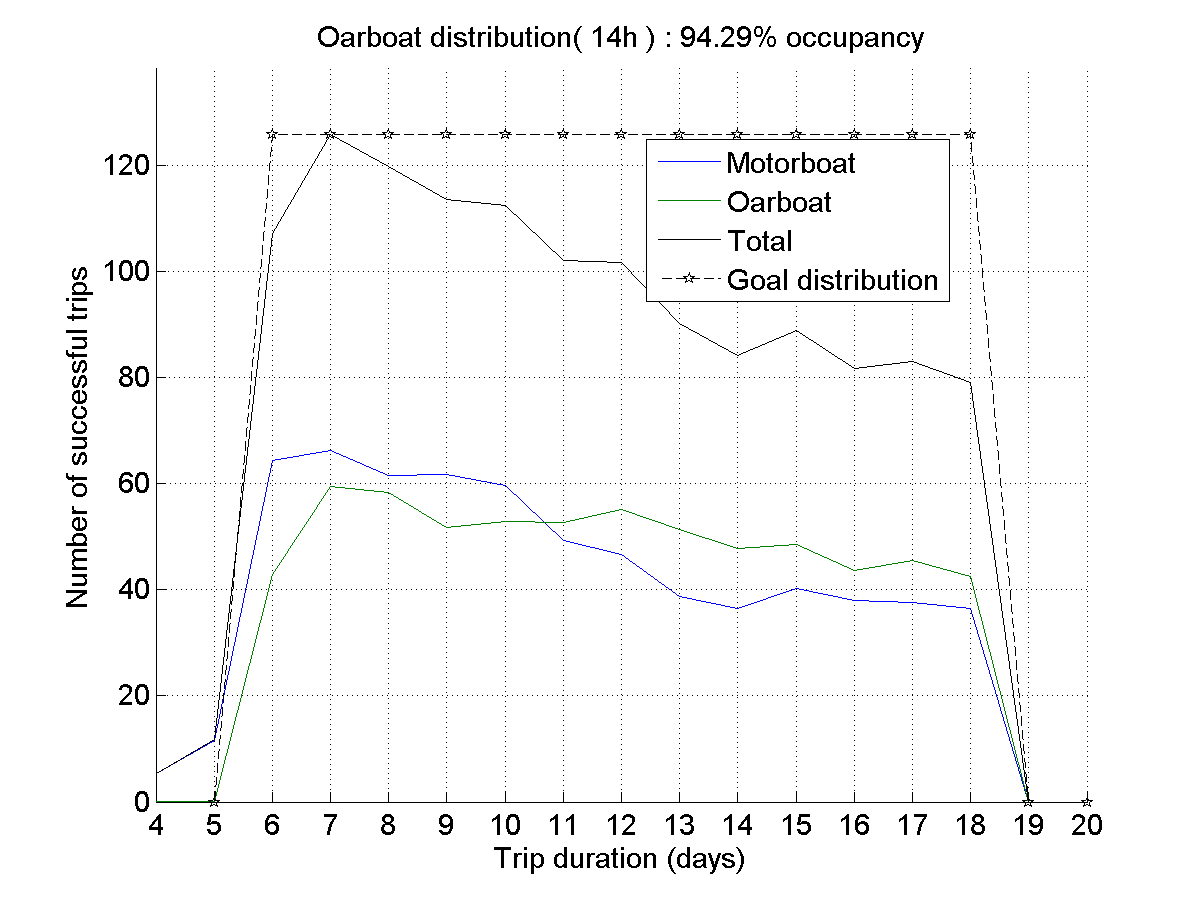 Oarboat distribution( 14h ) : 94.29% occupancy
Number of successful trips
120
100
80
60
40
20
0
Motorboat
Oarboat
Total
Goal distribution
4 5 6 7 8 9 10 11 12 13 14 15 16 17 18 19 20
Trip duration (days)